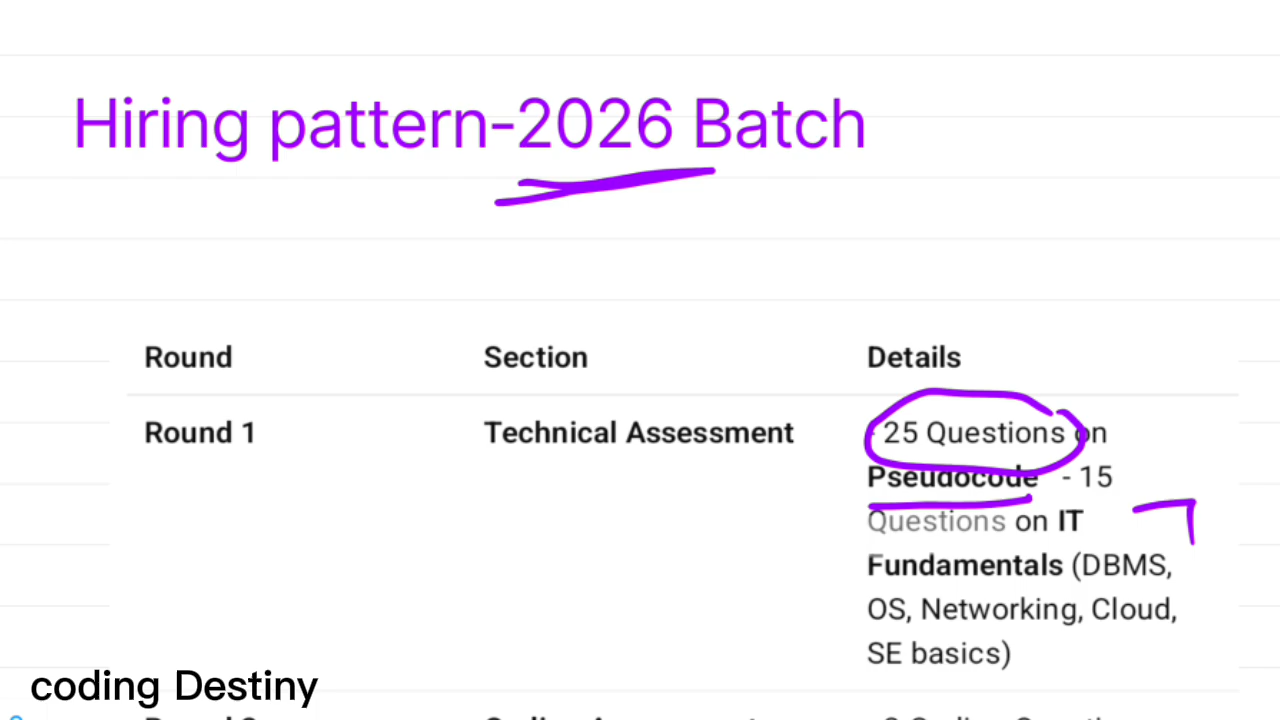 Hiring pattern-2026 Batch
Round Section Details
Round 1 Technical Assessment - 25 Questions on
Pseudocode - 15
Questions on IT
Fundamentals (DBMS,
OS, Networking, Cloud,
SE basics)
coding Destiny